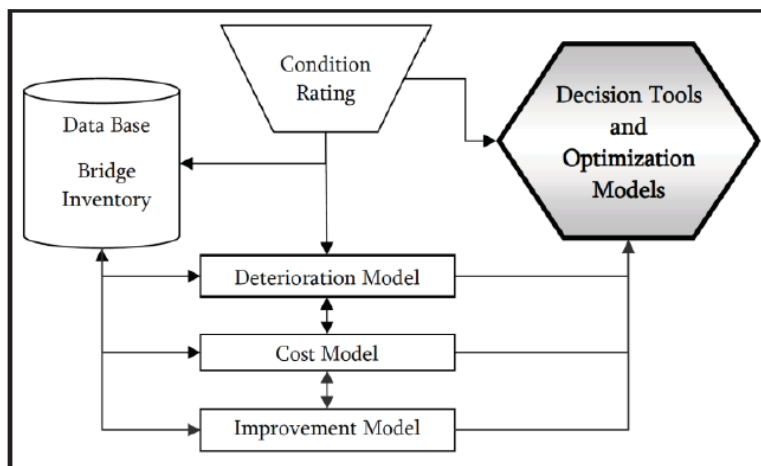 Condition
Rating
Data Base
Bridge
Inventory
Decision Tools
and
Optimization
Models
Deterioration Model
Cost Model
Improvement Model